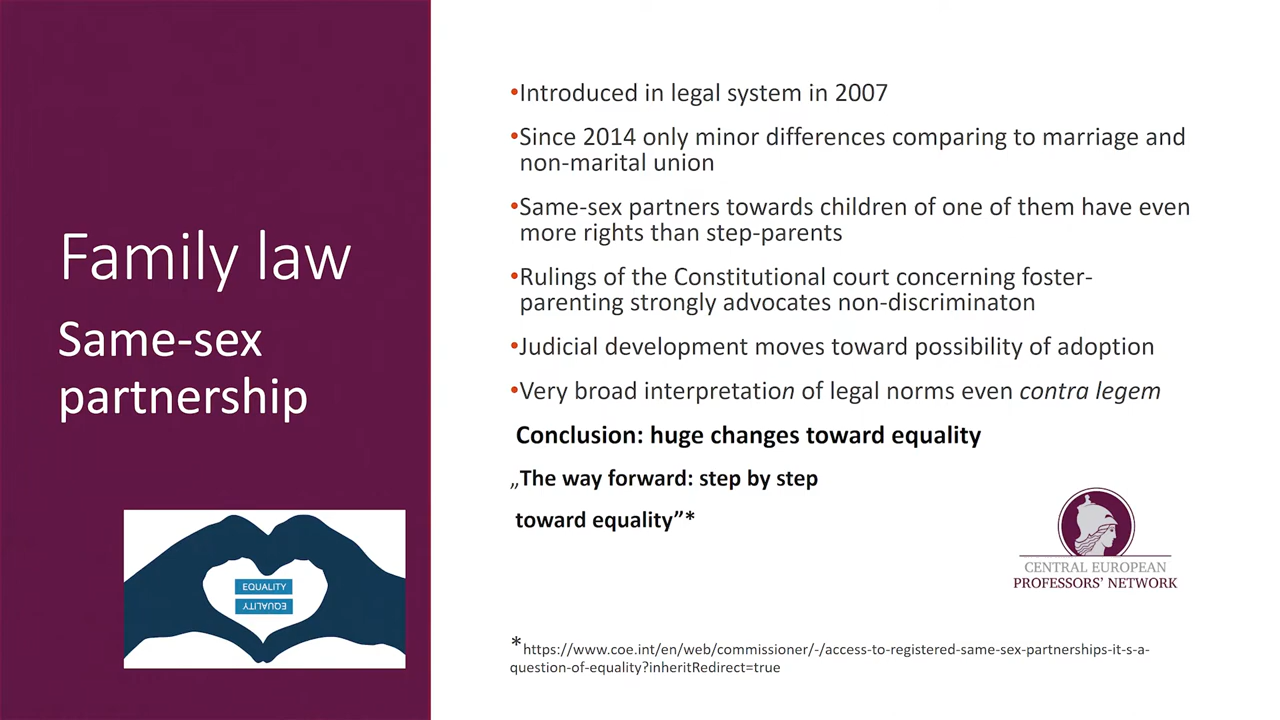 Family law
Same-sex
partnership
EQUALITY
EQUALITY
•Introduced in legal system in 2007
•Since 2014 only minor differences comparing to marriage and
non-marital union
•Same-sex partners towards children of one of them have even
more rights than step-parents
•Rulings of the Constitutional court concerning foster-
parenting strongly advocates non-discriminaton
•Judicial development moves toward possibility of adoption
•Very broad interpretation of legal norms even contra legem
Conclusion: huge changes toward equality
„The way forward: step by step
toward equality”*
CENTRAL EUROPEAN
PROFESSORS' NETWORK
*https://www.coe.int/en/web/commissioner/-/access-to-registered-same-sex-partnerships-it-s-a-
question-of-equality?inheritRedirect=true